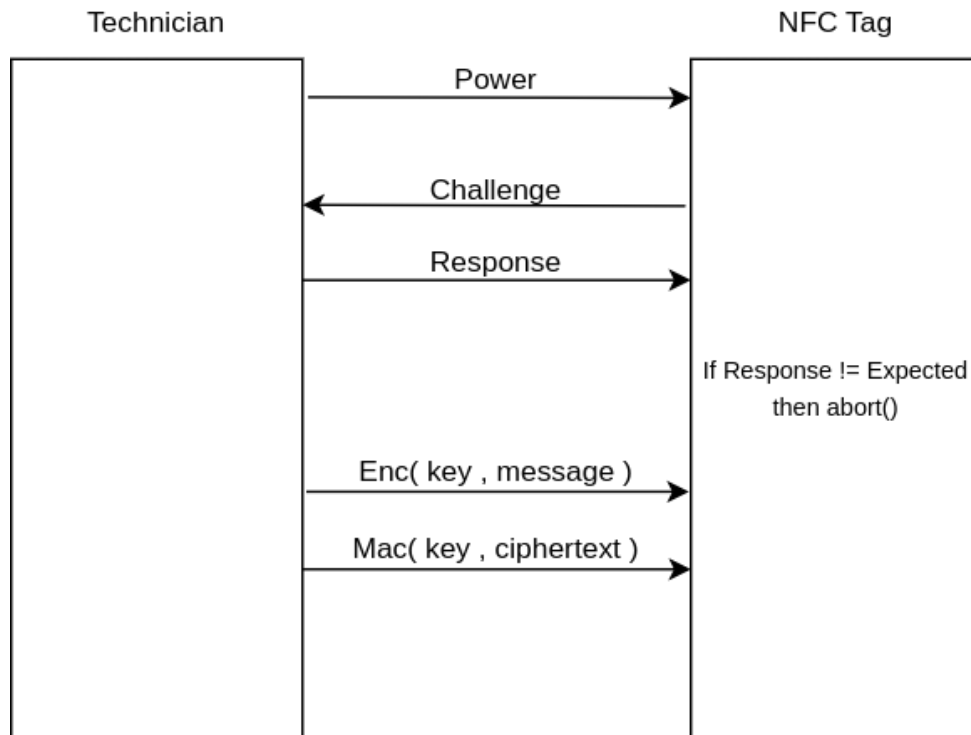 Technician
NFC Tag
Power
Challenge
Response
If Response != Expected
then abort()
Enc( key , message )
Mac( key , ciphertext )